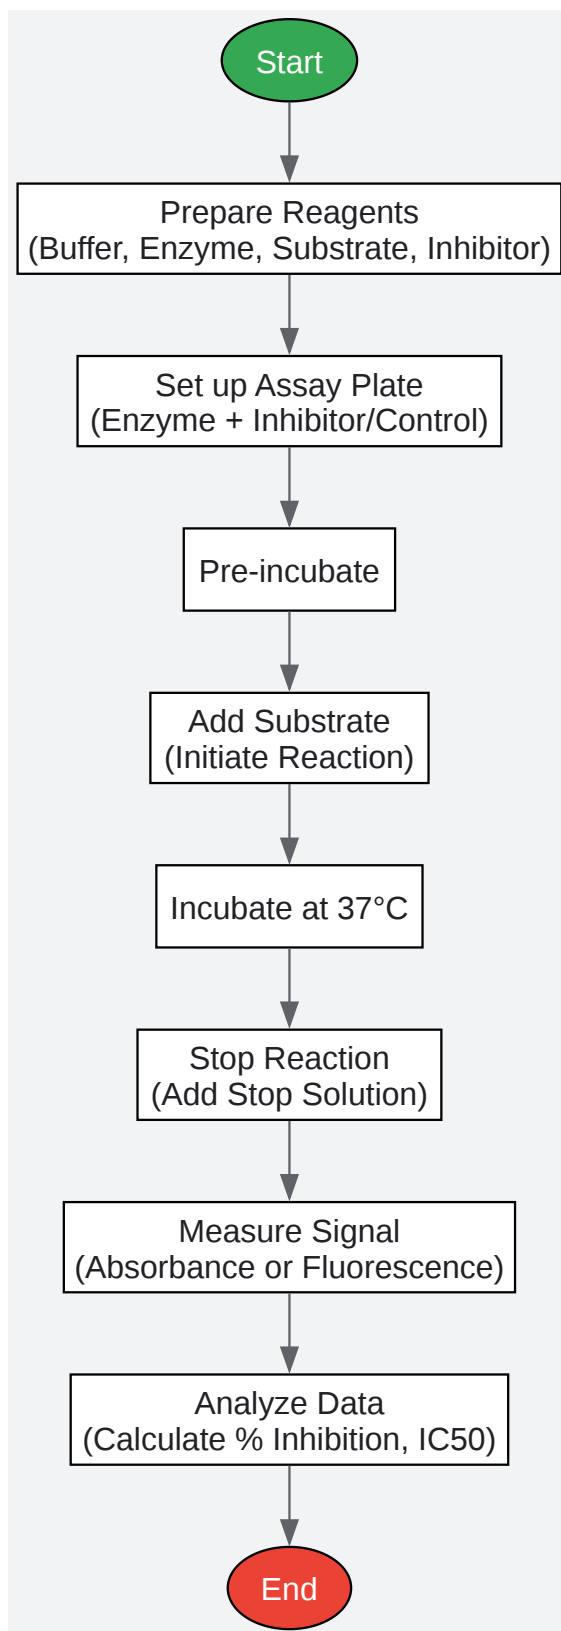 Start
Prepare Reagents
(Buffer, Enzyme, Substrate, Inhibitor)
Set up Assay Plate
(Enzyme + Inhibitor/Control)
Pre-incubate
Add Substrate
(Initiate Reaction)
Incubate at 37°C
Stop Reaction
(Add Stop Solution)
Measure Signal
(Absorbance or Fluorescence)
Analyze Data
(Calculate % Inhibition, IC50)
End